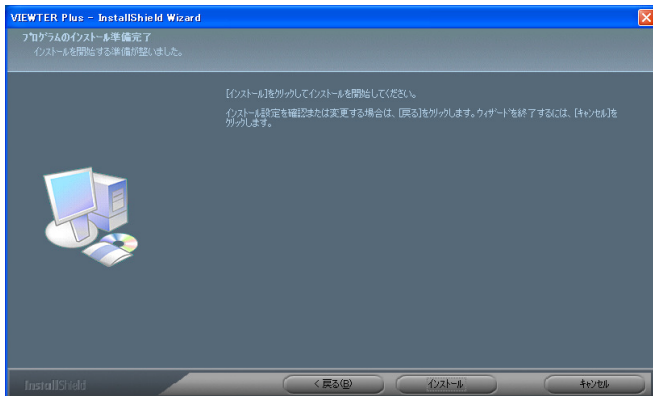 VIEWTER Plus - InstallShield Wizard
プログラムのインストール準備完了
インストールを開始する準備が整いました。
[インストール]をクリックしてインストールを開始してください。
インストール設定を確認または変更する場合は、[戻る]をクリックします。ウィザードを終了するには、[キャンセル]を
クリックします。
InstallShield
< 戻る(B)
インストール
キャンセル